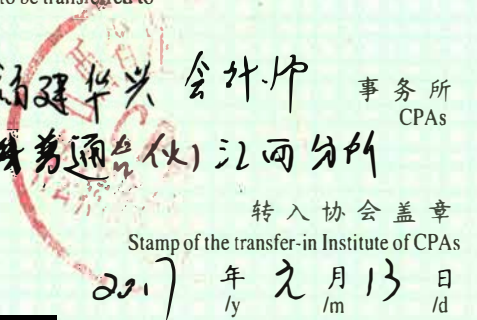 to be transferred to
福建华兴会计师 事务所
CPAs
普通合伙)江西分所
转入协会盖章
Stamp of the transfer-in Institute of CPAs
2017 年 元 月 13 日
/y /m /d